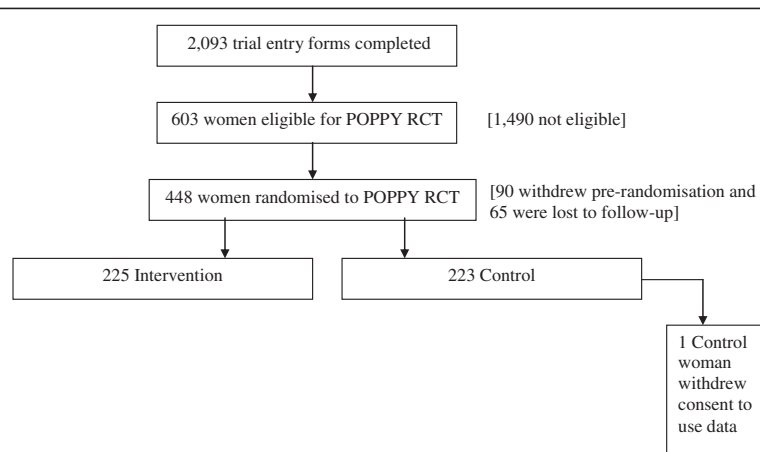 2,093 trial entry forms completed
603 women eligible for POPPY RCT
[1,490 not eligible]
448 women randomised to POPPY RCT
[90 withdrew pre-randomisation and
65 were lost to follow-up]
225 Intervention
223 Control
1 Control
woman
withdrew
consent to
use data